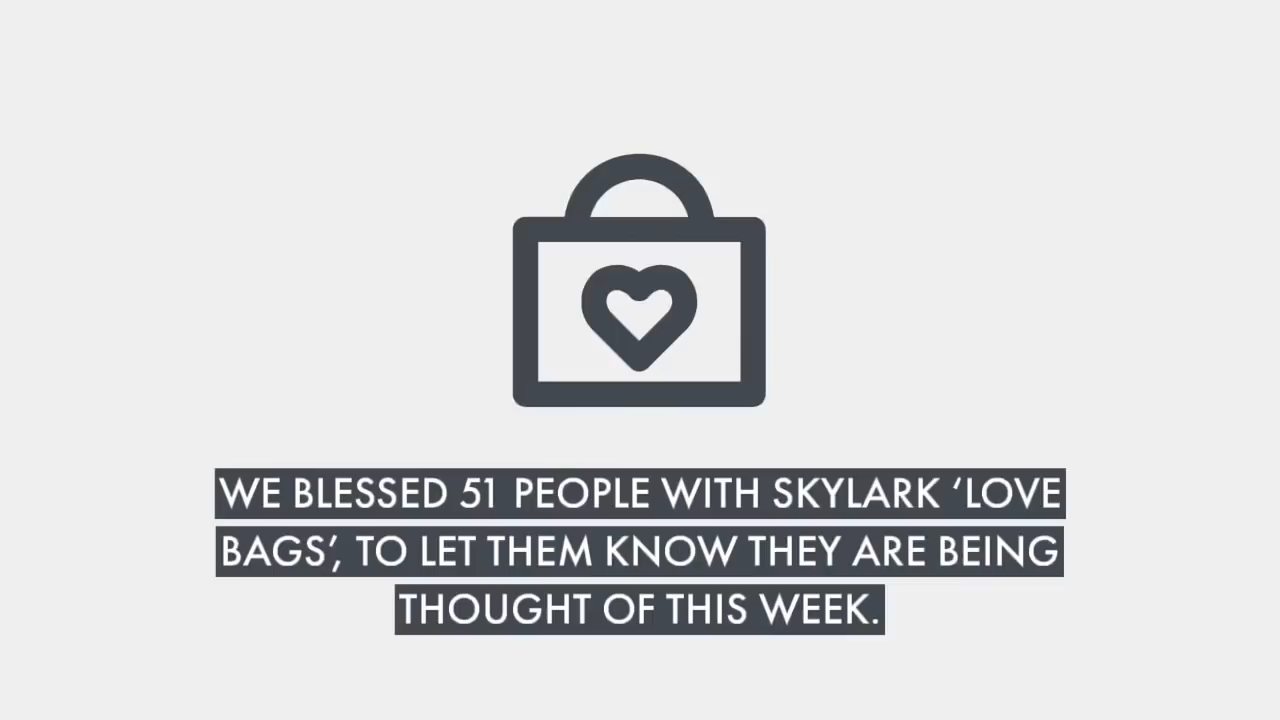 WE BLESSED 51 PEOPLE WITH SKYLARK ‘LOVE
BAGS’, TO LET THEM KNOW THEY ARE BEING
THOUGHT OF THIS WEEK.